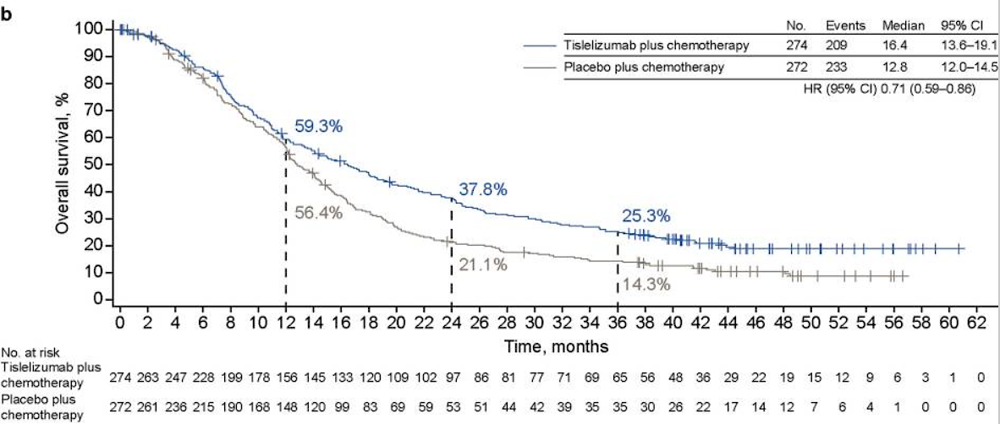 b
No. Events Median 95% CI
Tislelizumab plus chemotherapy 274 209 16.4 13.6–19.1
Placebo plus chemotherapy 272 233 12.8 12.0–14.5
HR (95% CI) 0.71 (0.59–0.86)
Overall survival, %
100
90
80
70
60
50
40
30
20
10
0
59.3%
56.4%
37.8%
21.1%
25.3%
14.3%
0 2 4 6 8 10 12 14 16 18 20 22 24 26 28 30 32 34 36 38 40 42 44 46 48 50 52 54 56 58 60 62
Time, months
No. at risk
Tislelizumab plus
chemotherapy 274 263 247 228 199 178 156 145 133 120 109 102 97 86 81 77 71 69 65 56 48 36 29 22 19 15 12 9 6 3 1 0
Placebo plus
chemotherapy 272 261 236 215 190 168 148 120 99 83 69 59 53 51 44 42 39 35 35 30 26 22 17 14 12 7 6 4 1 0 0 0